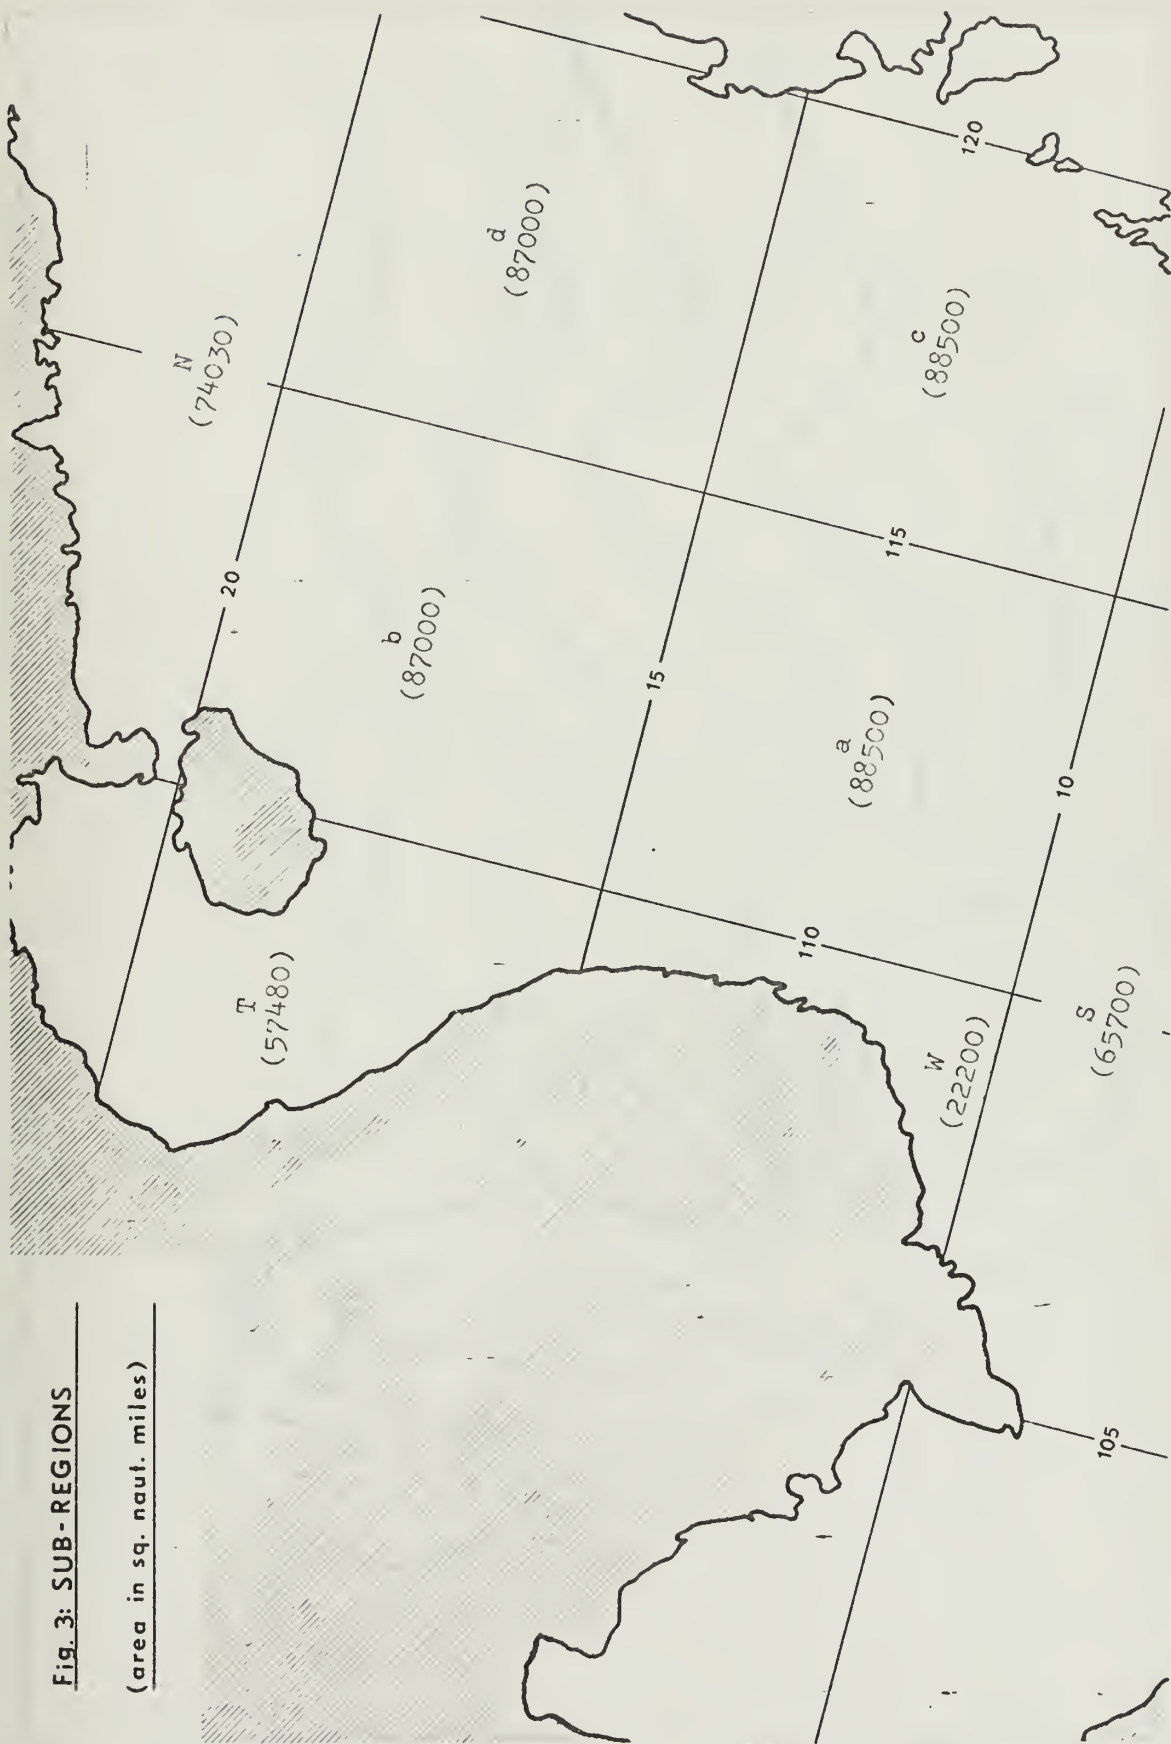 Fig. 3: SUB-REGIONS
(area in sq. naut. miles)
N
(74030)
20
d
(87000)
b
(87000)
T
(57480)
15
120
c
(88500)
115
a
(88500)
110
10
W
(22200)
S
(65700)
105